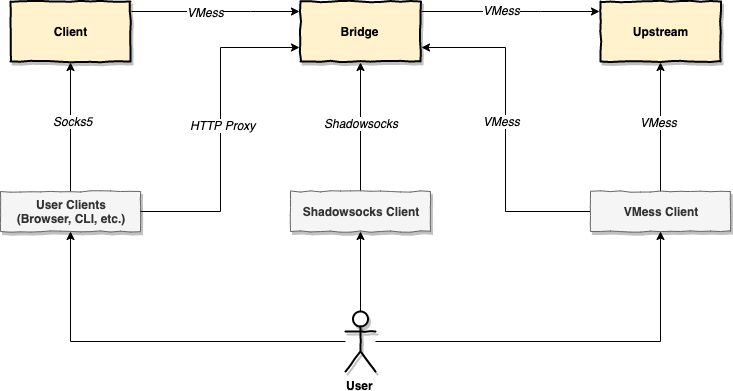 VMess
VMess
Client
Bridge
Upstream
Socks5
HTTP Proxy
Shadowsocks
VMess
VMess
User Clients
(Browser, CLI, etc.)
Shadowsocks Client
VMess Client
User